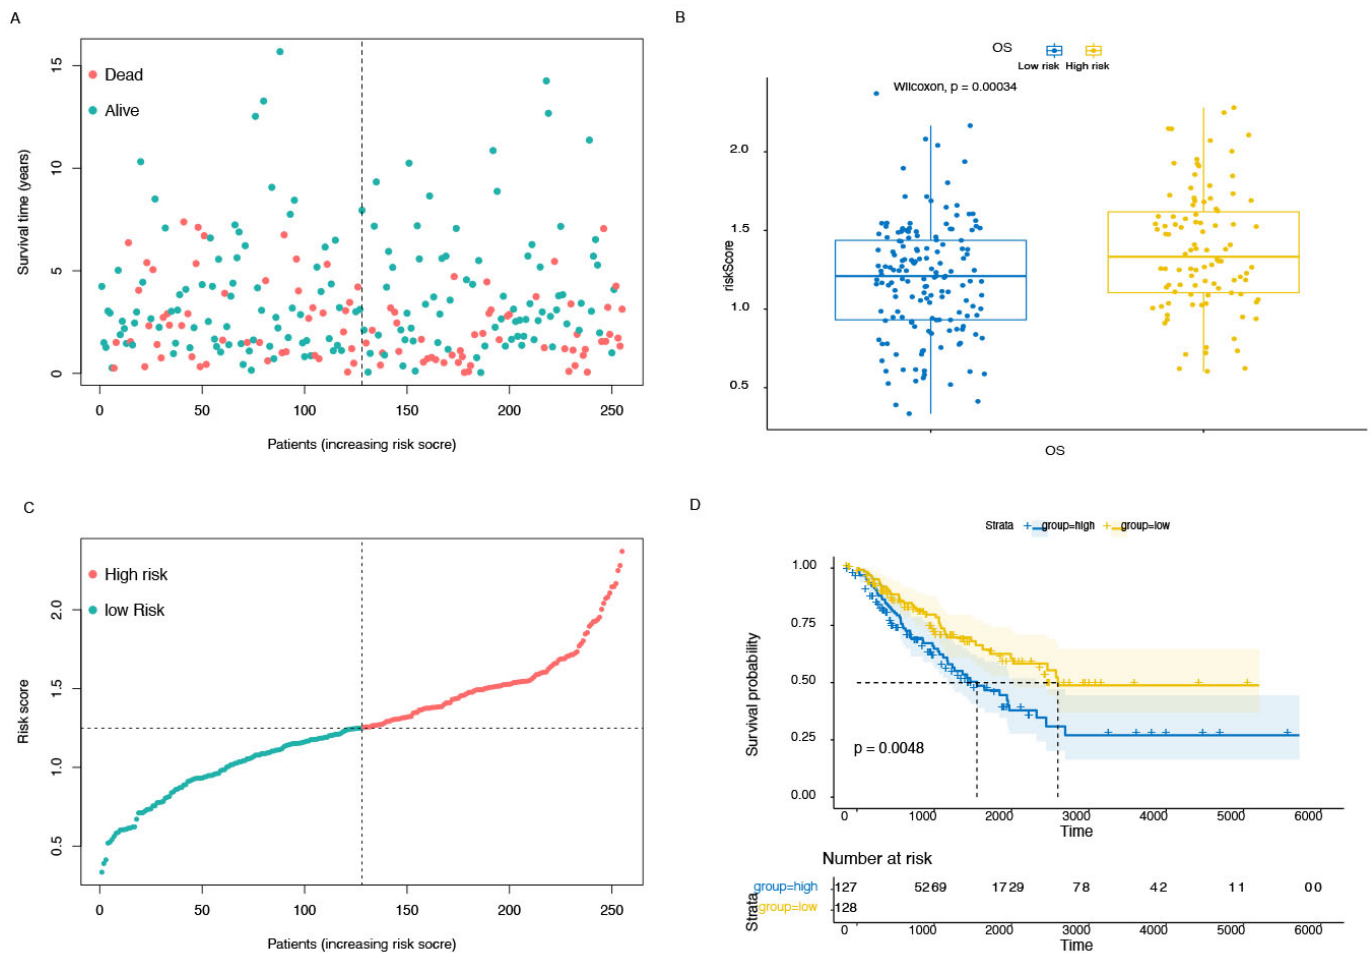 A
15
10
5
0
Survival time (years)
Dead
Alive
0 50 100 150 200 250
Patients (increasing risk socre)
B
OS
Low risk High risk
Wilcoxon, p = 0.00034
2.0
1.5
1.0
0.5
riskScore
OS
C
2.0
1.5
1.0
0.5
Risk score
High risk
low Risk
0 50 100 150 200 250
Patients (increasing risk socre)
D
Strata group=high group=low
1.00
0.75
0.50
0.25
0.00
Survival probability
p = 0.0048
0 1000 2000 3000 4000 5000 6000
Time
Number at risk
Strata
group=high 127 5269 1729 78 42 11 00
group=low 128
0 1000 2000 3000 4000 5000 6000
Time